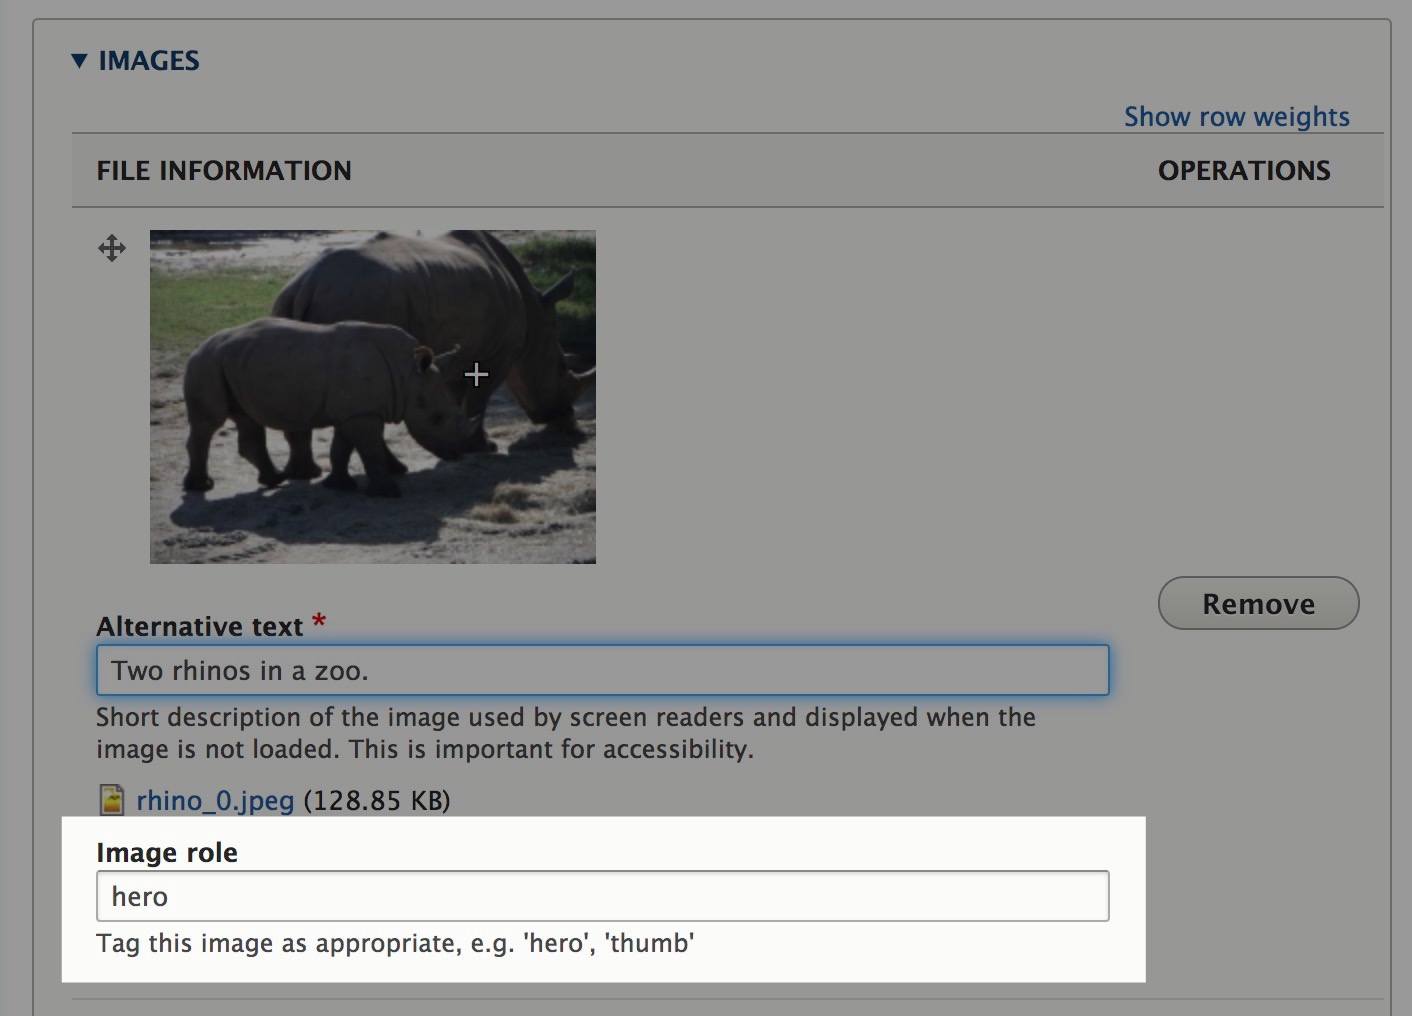 IMAGES
Show row weights
FILE INFORMATION OPERATIONS
Remove
Alternative text *
Two rhinos in a zoo.
Short description of the image used by screen readers and displayed when the
image is not loaded. This is important for accessibility.
rhino_0.jpeg (128.85 KB)
Image role
hero
Tag this image as appropriate, e.g. 'hero', 'thumb'